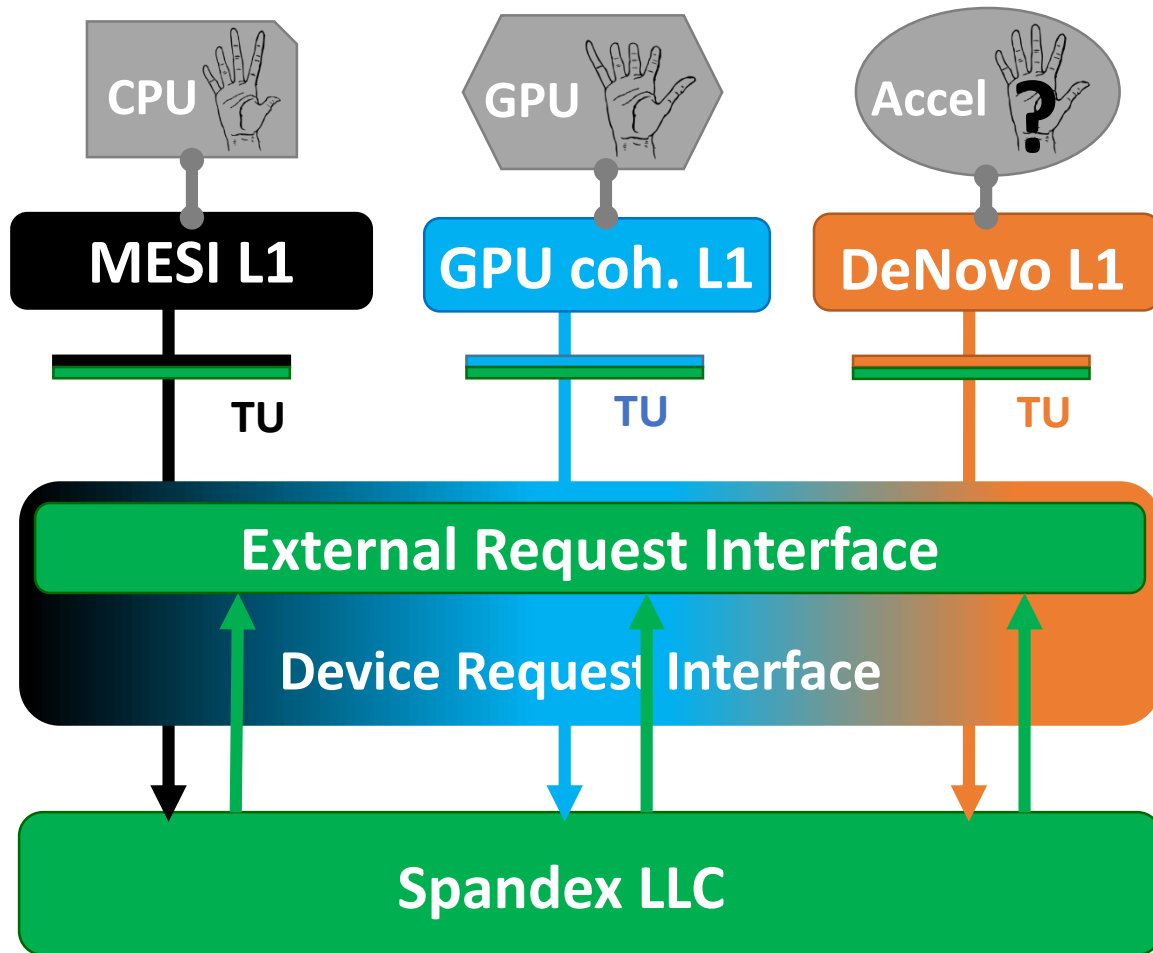 CPU
GPU
Accel
?
MESI L1
GPU coh. L1
DeNovo L1
TU
TU
TU
External Request Interface
Device Request Interface
Spandex LLC